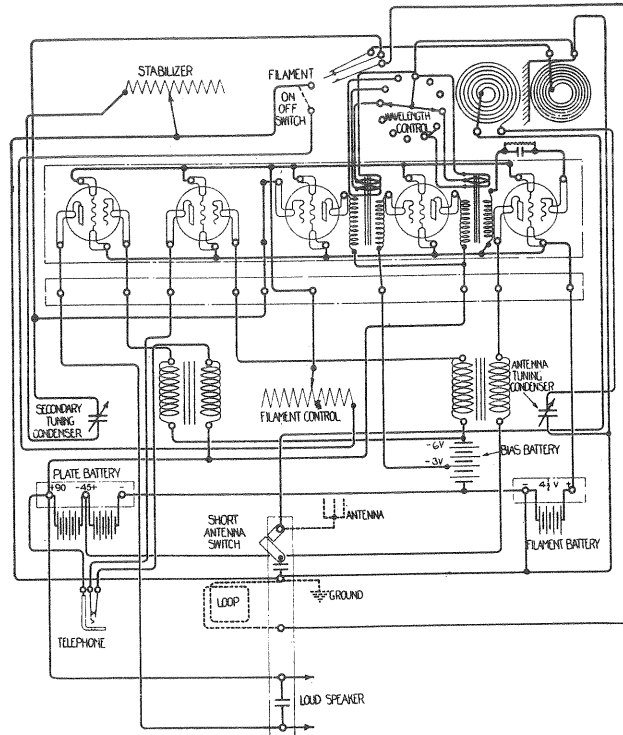 STABILIZER
FILAMENT
ON
OFF
SWITCH
WAVELENGTH
CONTROL
SECONDARY
TUNING
CONDENSER
FILAMENT CONTROL
ANTENNA
TUNING
CONDENSER
-6V
-3V
BIAS BATTERY
PLATE BATTERY
+90 -45+ -
- 4½ V +
FILAMENT BATTERY
SHORT
ANTENNA
SWITCH
ANTENNA
LOOP
GROUND
TELEPHONE
LOUD SPEAKER